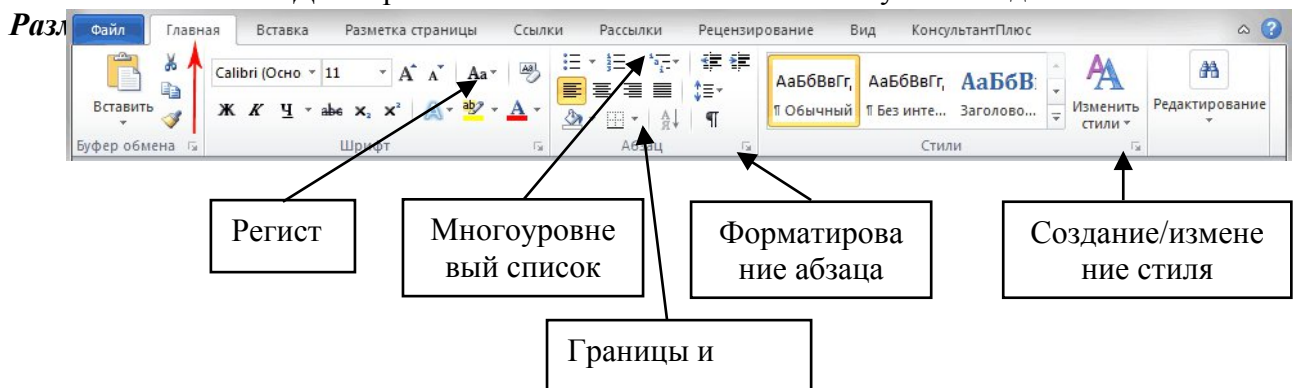 Разм
Файл Главная Вставка Разметка страницы Ссылки Рассылки Рецензирование Вид КонсультантПлюс
Вставить
Calibri (Осно 11 Aa
Ж К Ч abc x₂ x² A ab A
АаБбВвГг, АаБбВвГг, АаБбВ
¶ Обычный ¶ Без инте... Заголово...
Изменить стили
Редактирование
Буфер обмена Шрифт Абзац Стили
Регист
Многоуровне
вый список
Форматирова
ние абзаца
Создание/измене
ние стиля
Границы и